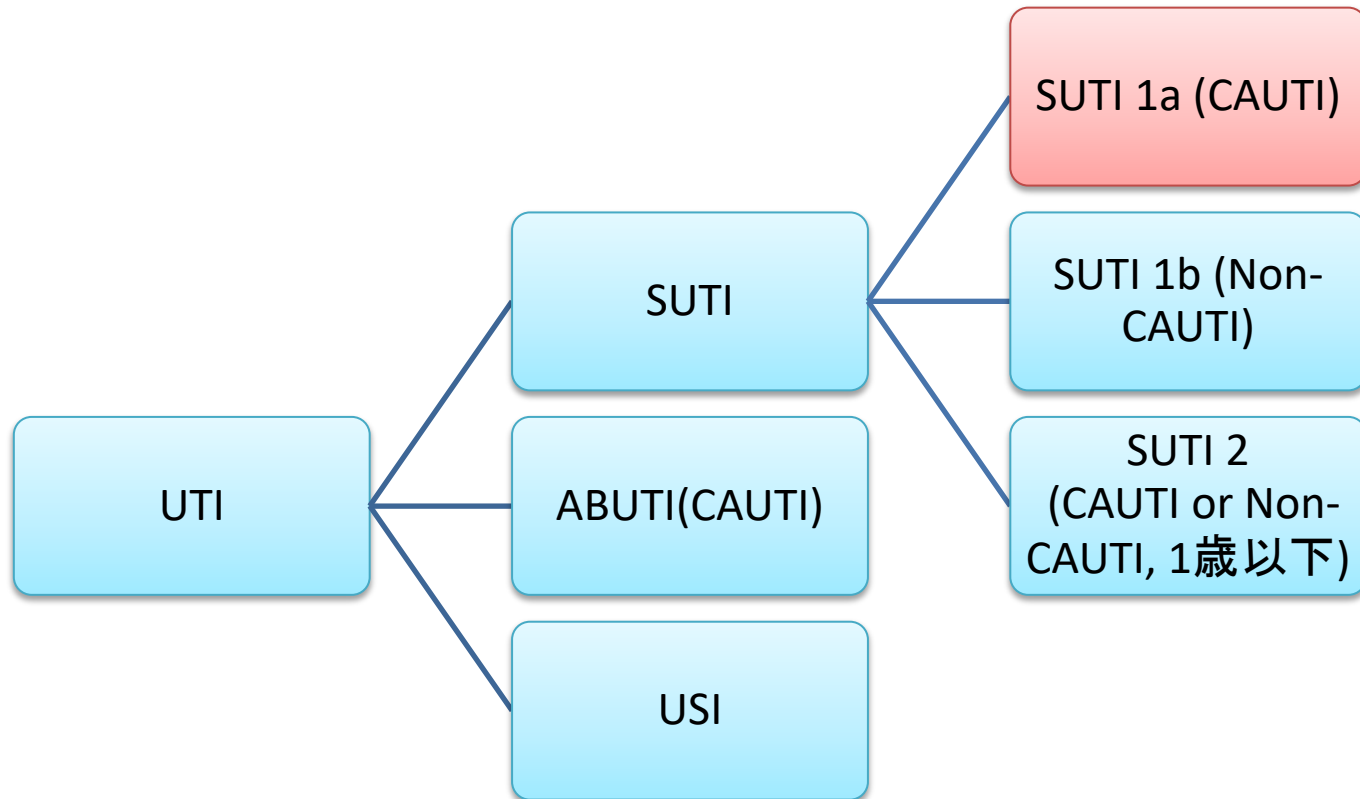 UTI
SUTI
ABUTI(CAUTI)
USI
SUTI 1a (CAUTI)
SUTI 1b (Non-
CAUTI)
SUTI 2
(CAUTI or Non-
CAUTI, 1歳以下)